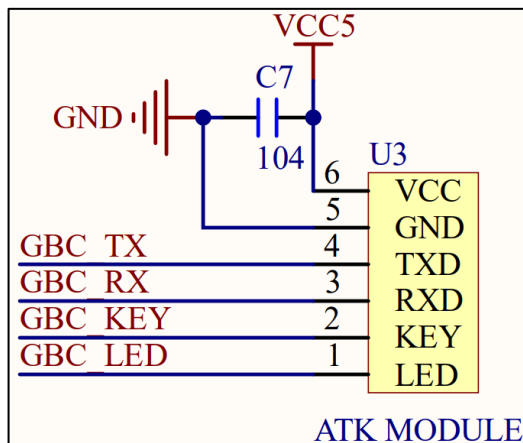 VCC5
C7
GND
104
U3
6 VCC
5 GND
GBC_TX 4 TXD
GBC_RX 3 RXD
GBC_KEY 2 KEY
GBC_LED 1 LED
ATK MODULE